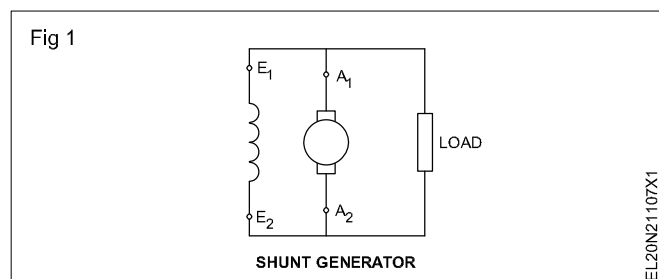 Fig 1
E1
A1
LOAD
E2
A2
SHUNT GENERATOR
EL20N21107X1